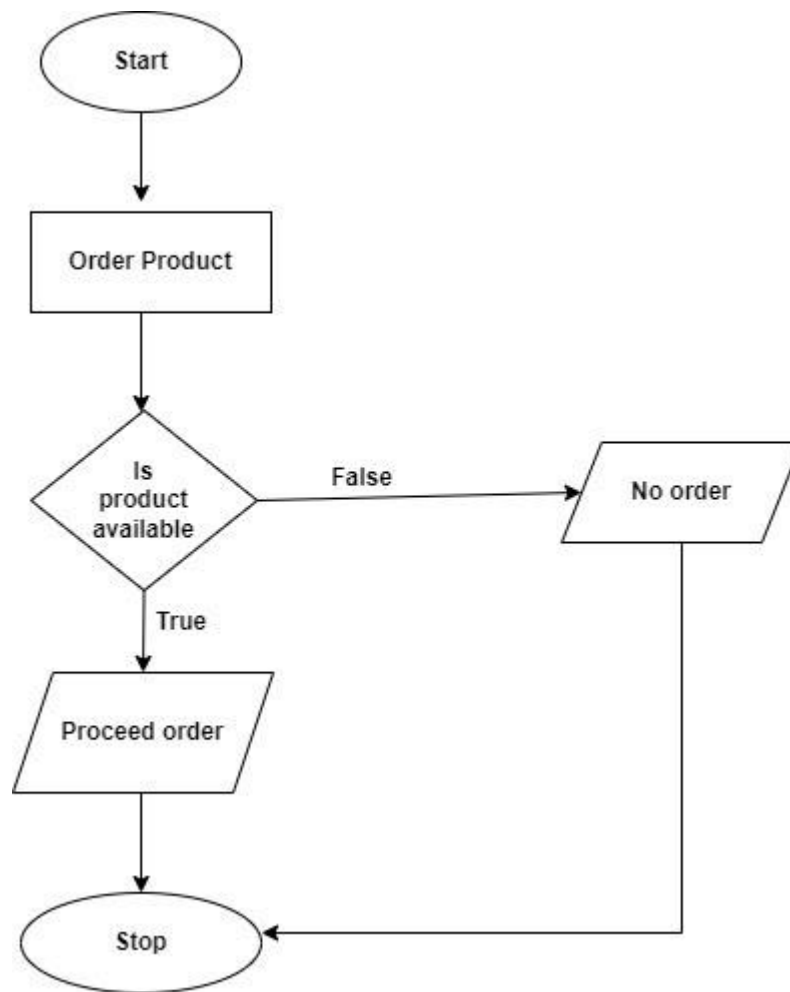 Start
Order Product
Is
product
available
False
No order
True
Proceed order
Stop